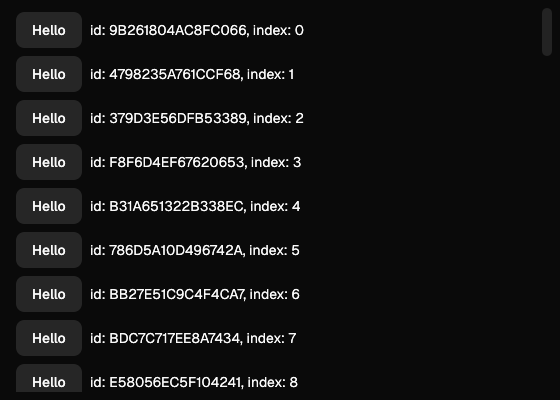 Hello id: 9B261804AC8FC066, index: 0
Hello id: 4798235A761CCF68, index: 1
Hello id: 379D3E56DFB53389, index: 2
Hello id: F8F6D4EF67620653, index: 3
Hello id: B31A651322B338EC, index: 4
Hello id: 786D5A10D496742A, index: 5
Hello id: BB27E51C9C4F4CA7, index: 6
Hello id: BDC7C717EE8A7434, index: 7
Hello id: E58056EC5F104241, index: 8